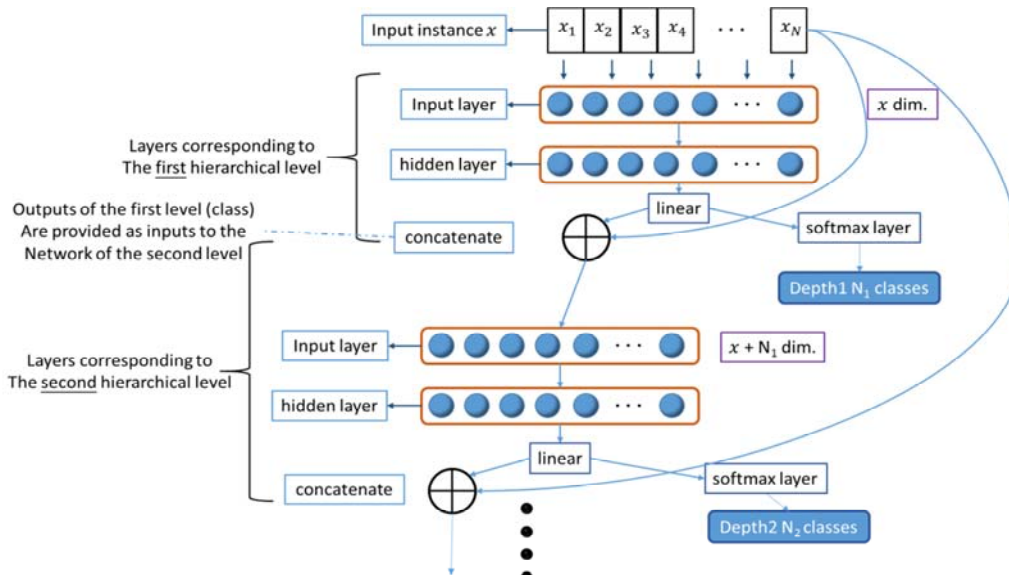 Input instance x
x₁ x₂ x₃ x₄ ... x_N
Input layer
x dim.
Layers corresponding to
The first hierarchical level
hidden layer
linear
Outputs of the first level (class)
Are provided as inputs to the
Network of the second level
concatenate
softmax layer
Depth1 N₁ classes
Input layer
x + N₁ dim.
Layers corresponding to
The second hierarchical level
hidden layer
linear
concatenate
softmax layer
Depth2 N₂ classes